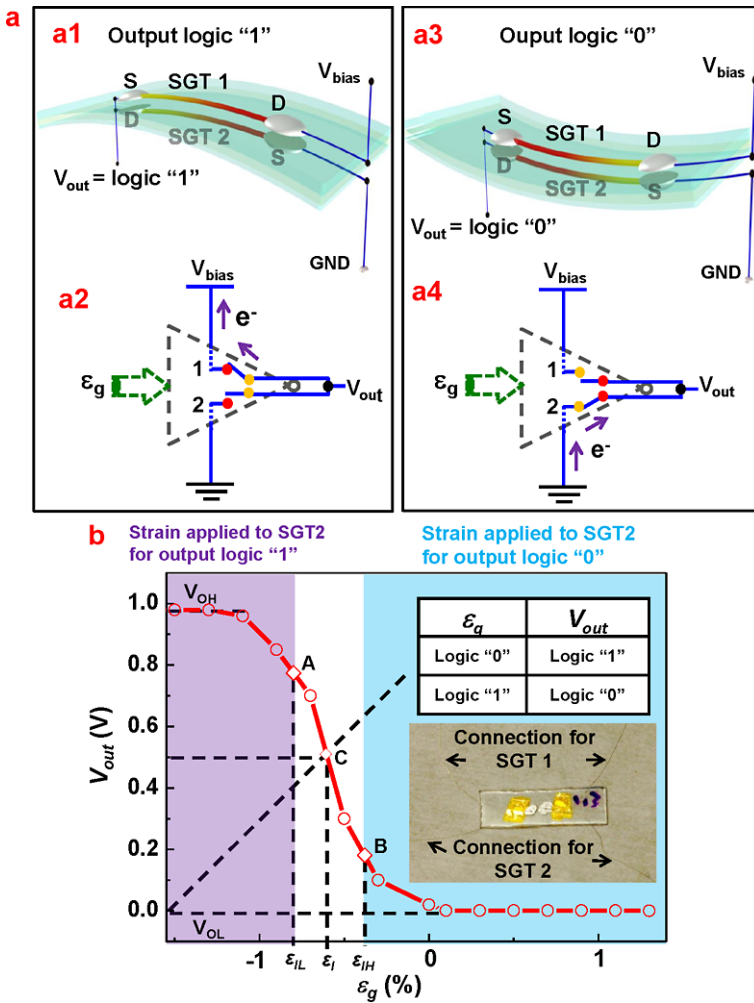 a
a1
Output logic “1”
S
SGT 1
D
V_bias
D
SGT 2
S
V_out = logic “1”
GND
a2
V_bias
e⁻
1
ε_g
V_out
2
a3
Ouput logic “0”
V_bias
S
SGT 1
D
D
SGT 2
S
V_out = logic “0”
GND
a4
V_bias
e⁻
1
ε_g
V_out
2
e⁻
b
Strain applied to SGT2
for output logic “1”
Strain applied to SGT2
for output logic “0”
V_OH
1.0
0.8
0.6
0.4
0.2
0.0
V_out (V)
A
C
B
V_OL
ε_q V_out
Logic “0” Logic “1”
Logic “1” Logic “0”
Connection for
SGT 1
Connection for
SGT 2
-1 ε_IL ε_I ε_IH 0 1
ε_g (%)